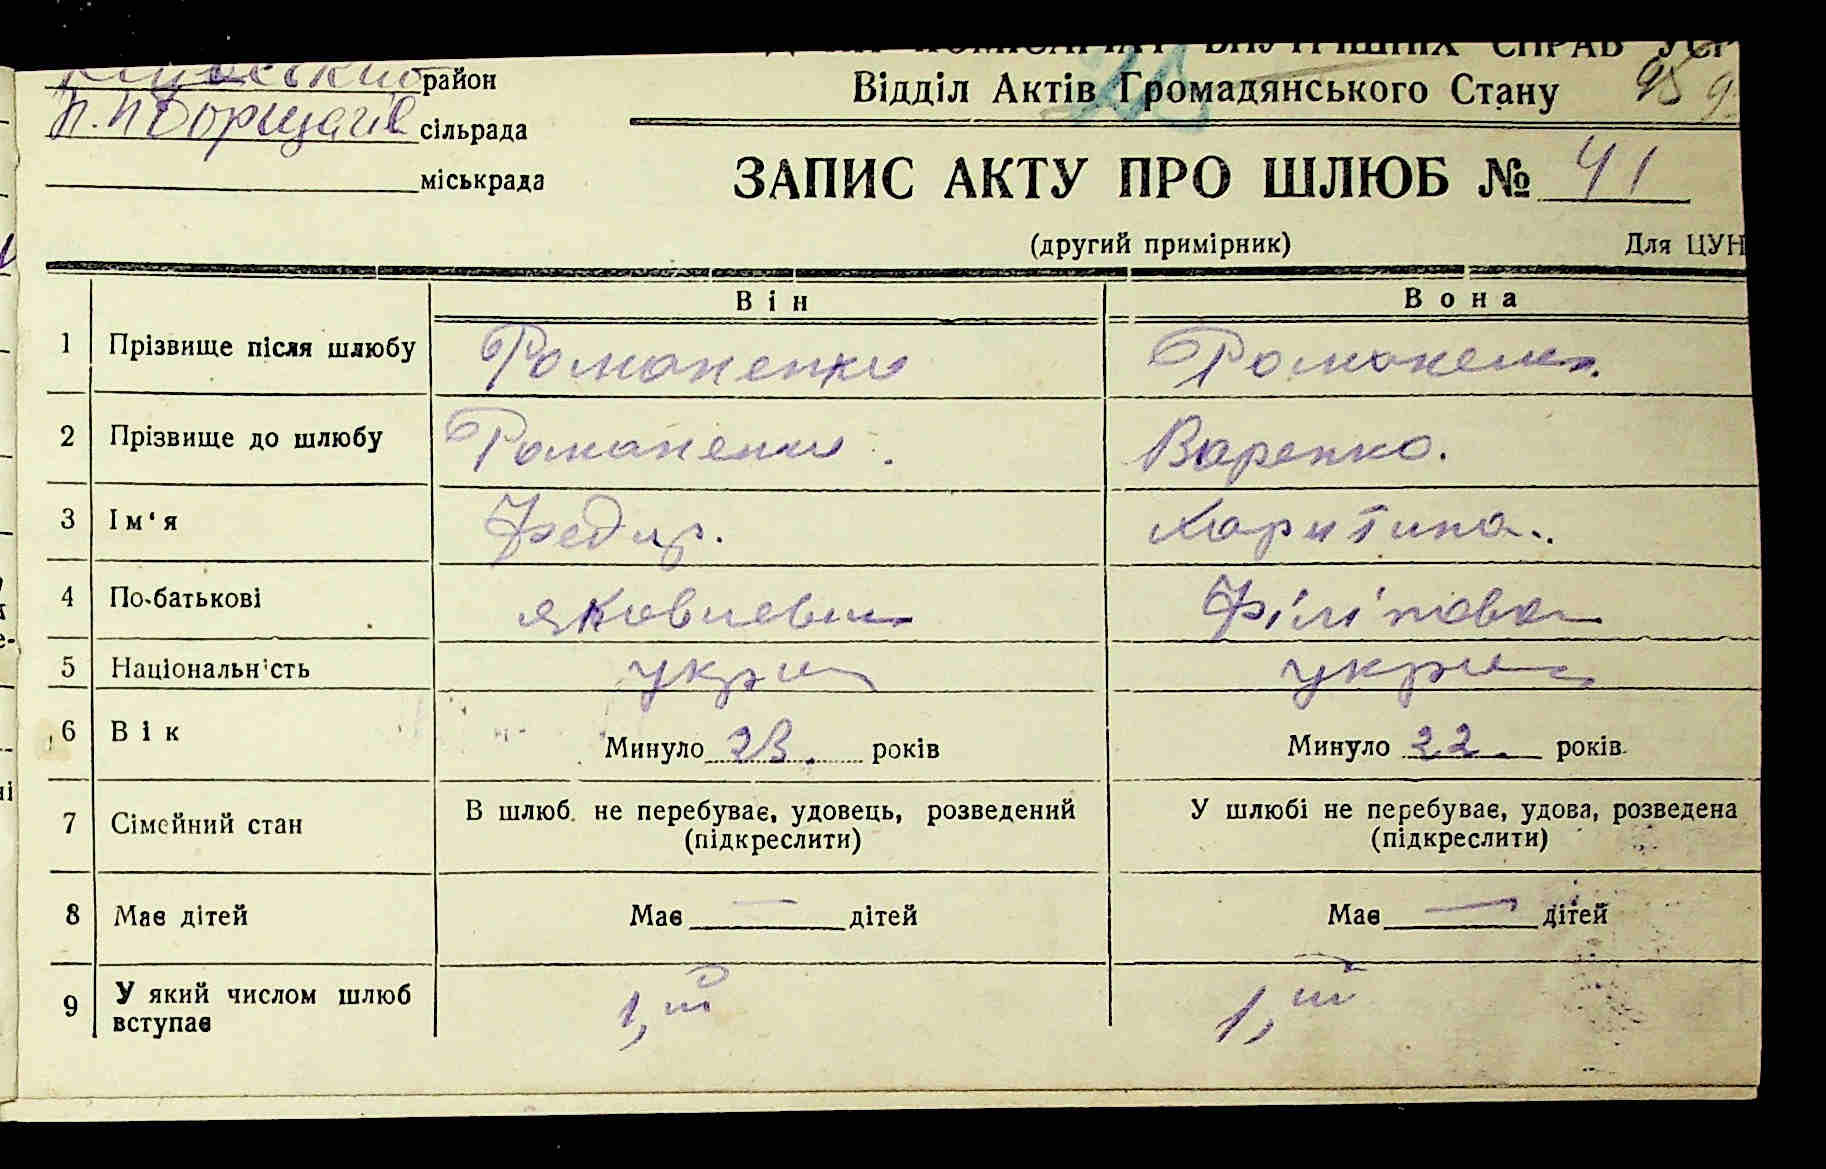 район
Відділ Актів Громадянського Стану
П. П Борщагів сільрада
міськрада
ЗАПИС АКТУ ПРО ШЛЮБ № 41
(другий примірник)
Для ЦУН
Він
Вона
1 Прізвище після шлюбу Романенко Романенко.
2 Прізвище до шлюбу Романенко. Варенко.
3 Ім‘я Федир. Харитина.
4 По-батькові Яковлевич Філіповна
5 Національність укр укр
6 Вік Минуло 23. років Минуло 22. років
7 Сімейний стан В шлюб. не перебуває, удовець, розведений (підкреслити) У шлюбі не перебуває, удова, розведена (підкреслити)
8 Має дітей Має — дітей Має — дітей
9 У який числом шлюб вступає 1, й 1, й